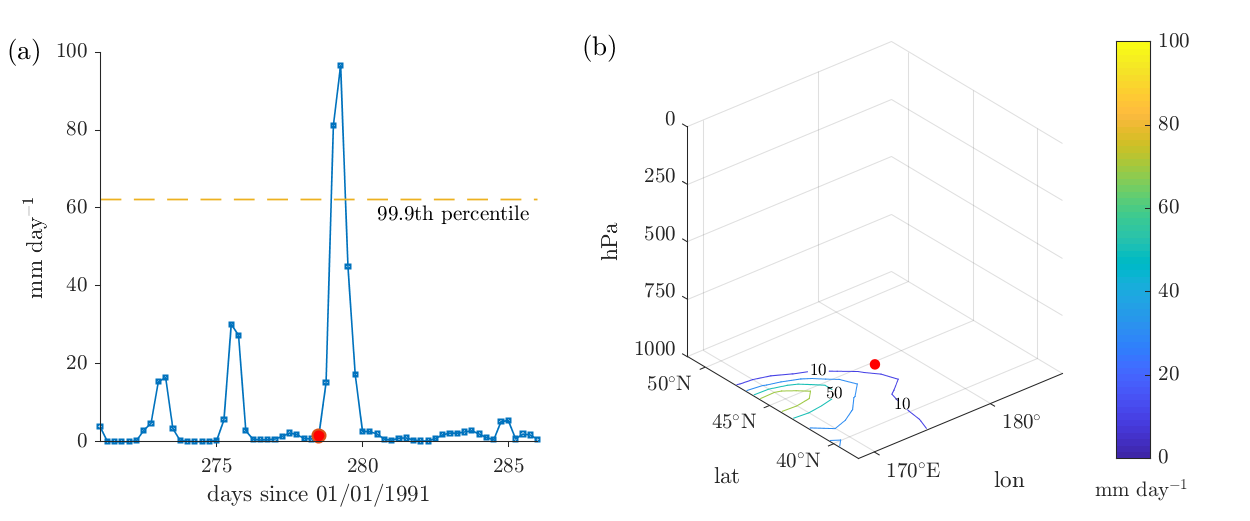 (a)
100
80
60
40
20
0
mm day⁻¹
99.9th percentile
275
280
285
days since 01/01/1991
(b)
0
250
500
750
1000
hPa
50°N
45°N
40°N
lat
10
50
10
170°E
180°
lon
100
80
60
40
20
0
mm day⁻¹